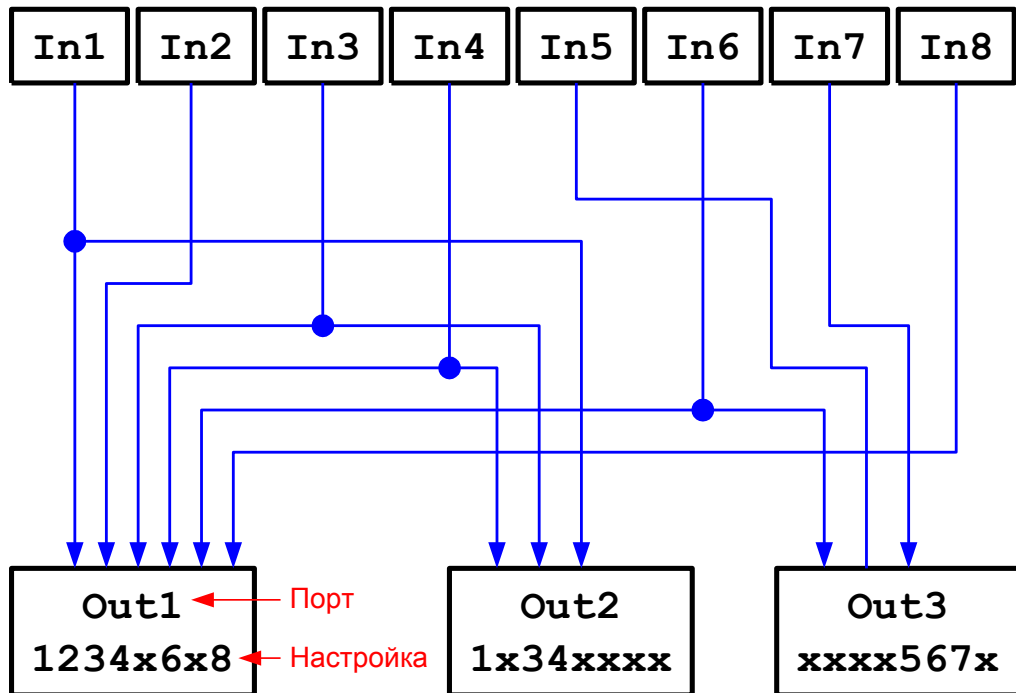 In1 In2 In3 In4 In5 In6 In7 In8
Out1 Порт
1234x6x8 Настройка
Out2
1x34xxxx
Out3
xxxx567x